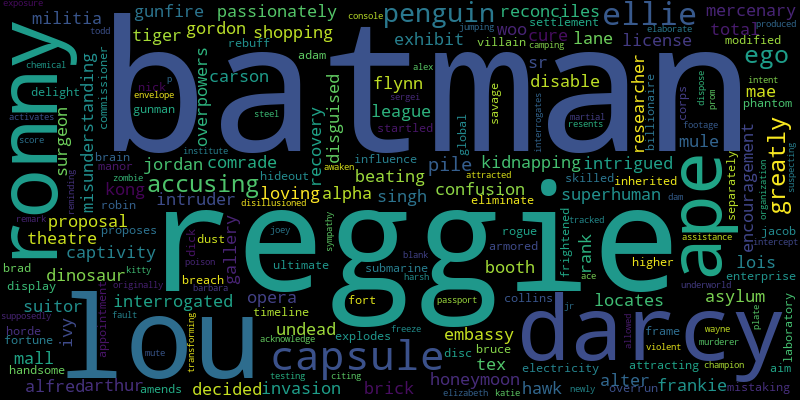 exposure
militia
gunfire
passionately
penguin
reconciles
ellie
mercenary
console
settlement
elaborate
produced
todd
tiger
gordon
shopping
jumping
woo
cure
lane
license
total
ronny
batman
rebuff
exhibit
villain
camping
modified
chemical
commissioner
overpowers
adam
sr
ego
delight
carson
nick
p
alex
flynn
disable
researcher
billionaire
corps
dispose
prom
intent
mae
envelope
gunman
disguised
sergei
savage
interrogates
martial
resents
phantom
activates
surgeon
misunderstanding
steel
league
startled
global
footage
mule
suspecting
score
institute
recovery
influence
pile
kidnapping
intrigued
encouragement
greatly
brain
manor
jordan
comrade
hideout
awaken
beating
confusion
attracted
skilled
inherited
organization
zombie
kong
accusing
loving
alpha
singh
eliminate
superhuman
separately
dam
reminding
robin
intruder
disillusioned
reggie
ape
tracked
remark
proposal
proposes
gallery
joey
sympathy
rogue
frightened
prank
assistance
jacob
intercept
theatre
dick
dust
blank
armored
higher
lois
captivity
poison
ultimate
submarine
harsh
booth
ace
underworld
enterprise
brad
dinosaur
kitty
breach
barbara
fort
passport
locates
asylum
display
originally
lou
interrogated
opera
timeline
collins
jr
darcy
suitor
supposedly
appointment
fault
undead
explodes
freeze
embassy
allowed
frame
wayne
plate
laboratory
horde
ivy
mute
transforming
acknowledge
disc
bruce
electricity
violent
murderer
fortune
mall
capsule
tex
attracting
champion
aim
handsome
testing
citing
honeymoon
hawk
newly
alter
frankie
alfred
arthur
amends
decided
invasion
brick
elizabeth
katie
overrun
mistaking